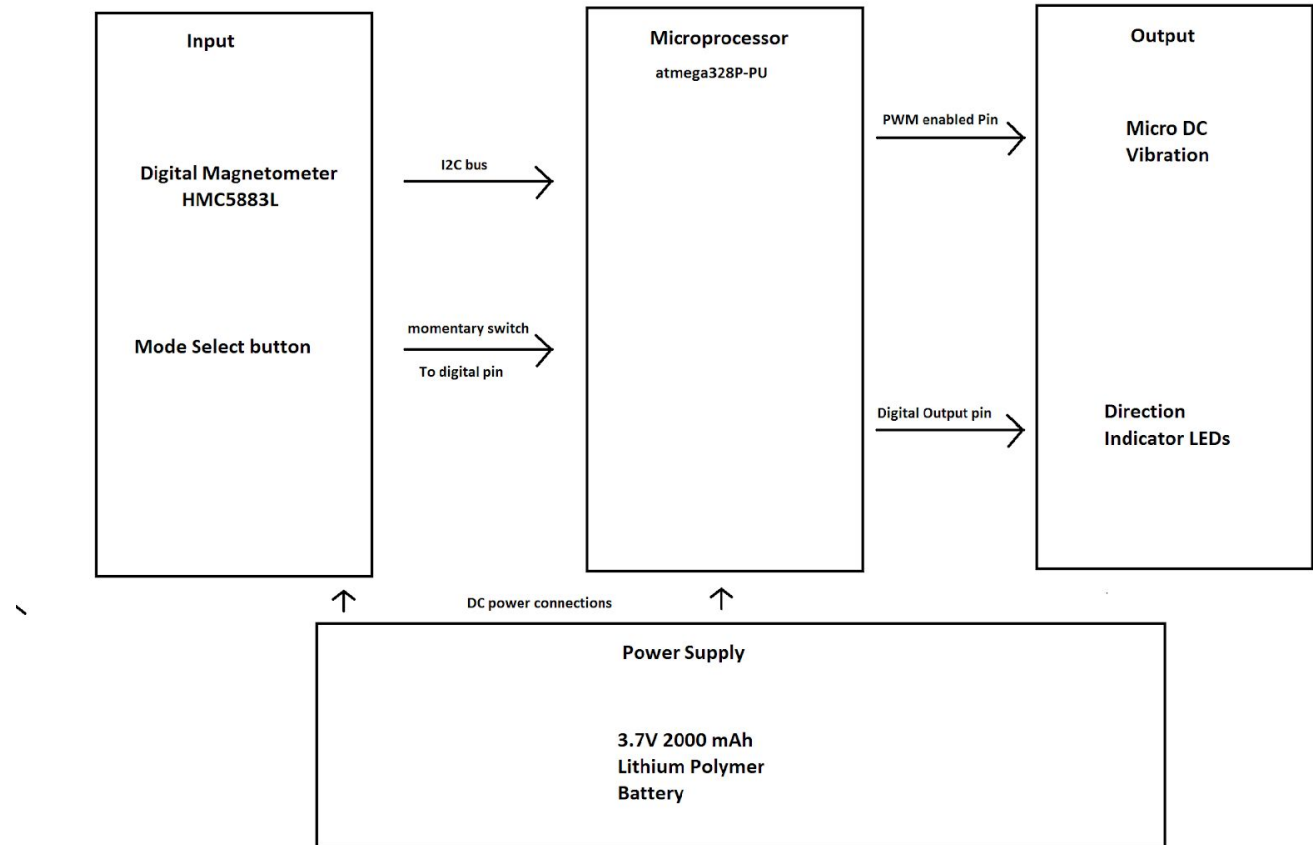 Input
Digital Magnetometer
HMC5883L
Mode Select button
I2C bus
momentary switch
To digital pin
Microprocessor
atmega328P-PU
PWM enabled Pin
Digital Output pin
Output
Micro DC
Vibration
Direction
Indicator LEDs
DC power connections
Power Supply
3.7V 2000 mAh
Lithium Polymer
Battery